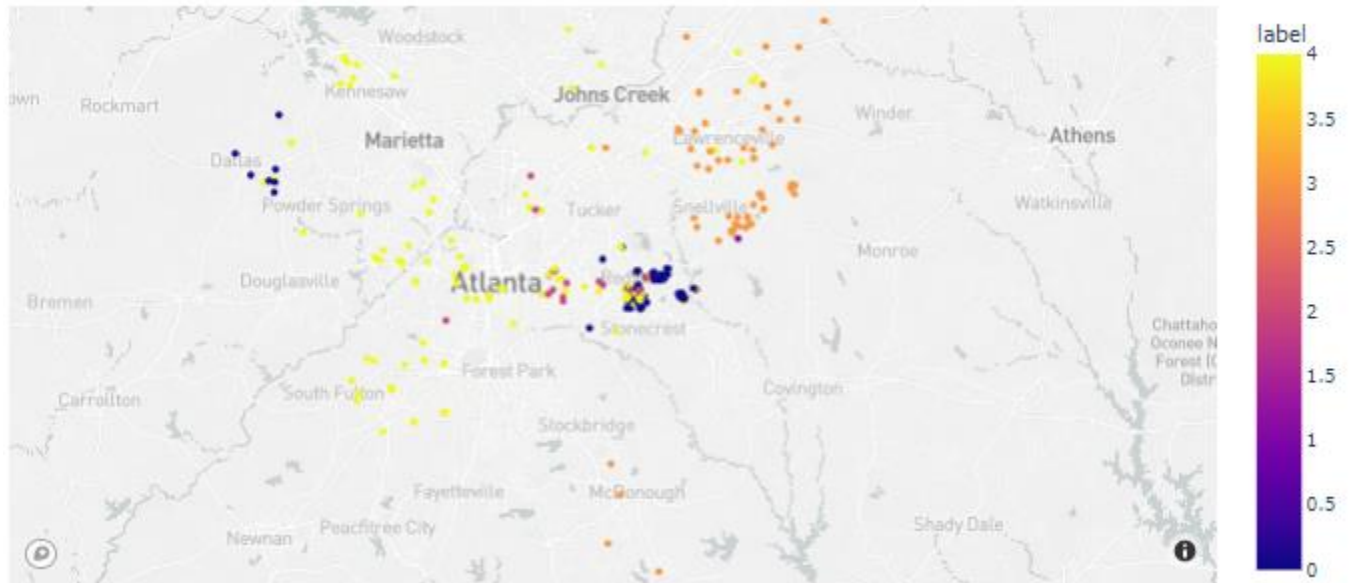 label
4
3.5
3
2.5
2
1.5
1
0.5
0
Woodstock
own
Rockmart
Kennesaw
Johns Creek
Winder
Marietta
Lawrenceville
Athens
Dallas
Powder Springs
Tucker
Snellville
Watkinsville
Douglasville
Atlanta
Monroe
Bremen
Stonecrest
Chattaho
Oconee N
Forest (C
Distr
Forest Park
Carrollton
South Fulton
Covington
Stockbridge
Fayetteville
McDonough
Newnan
Peachtree City
Shady Dale